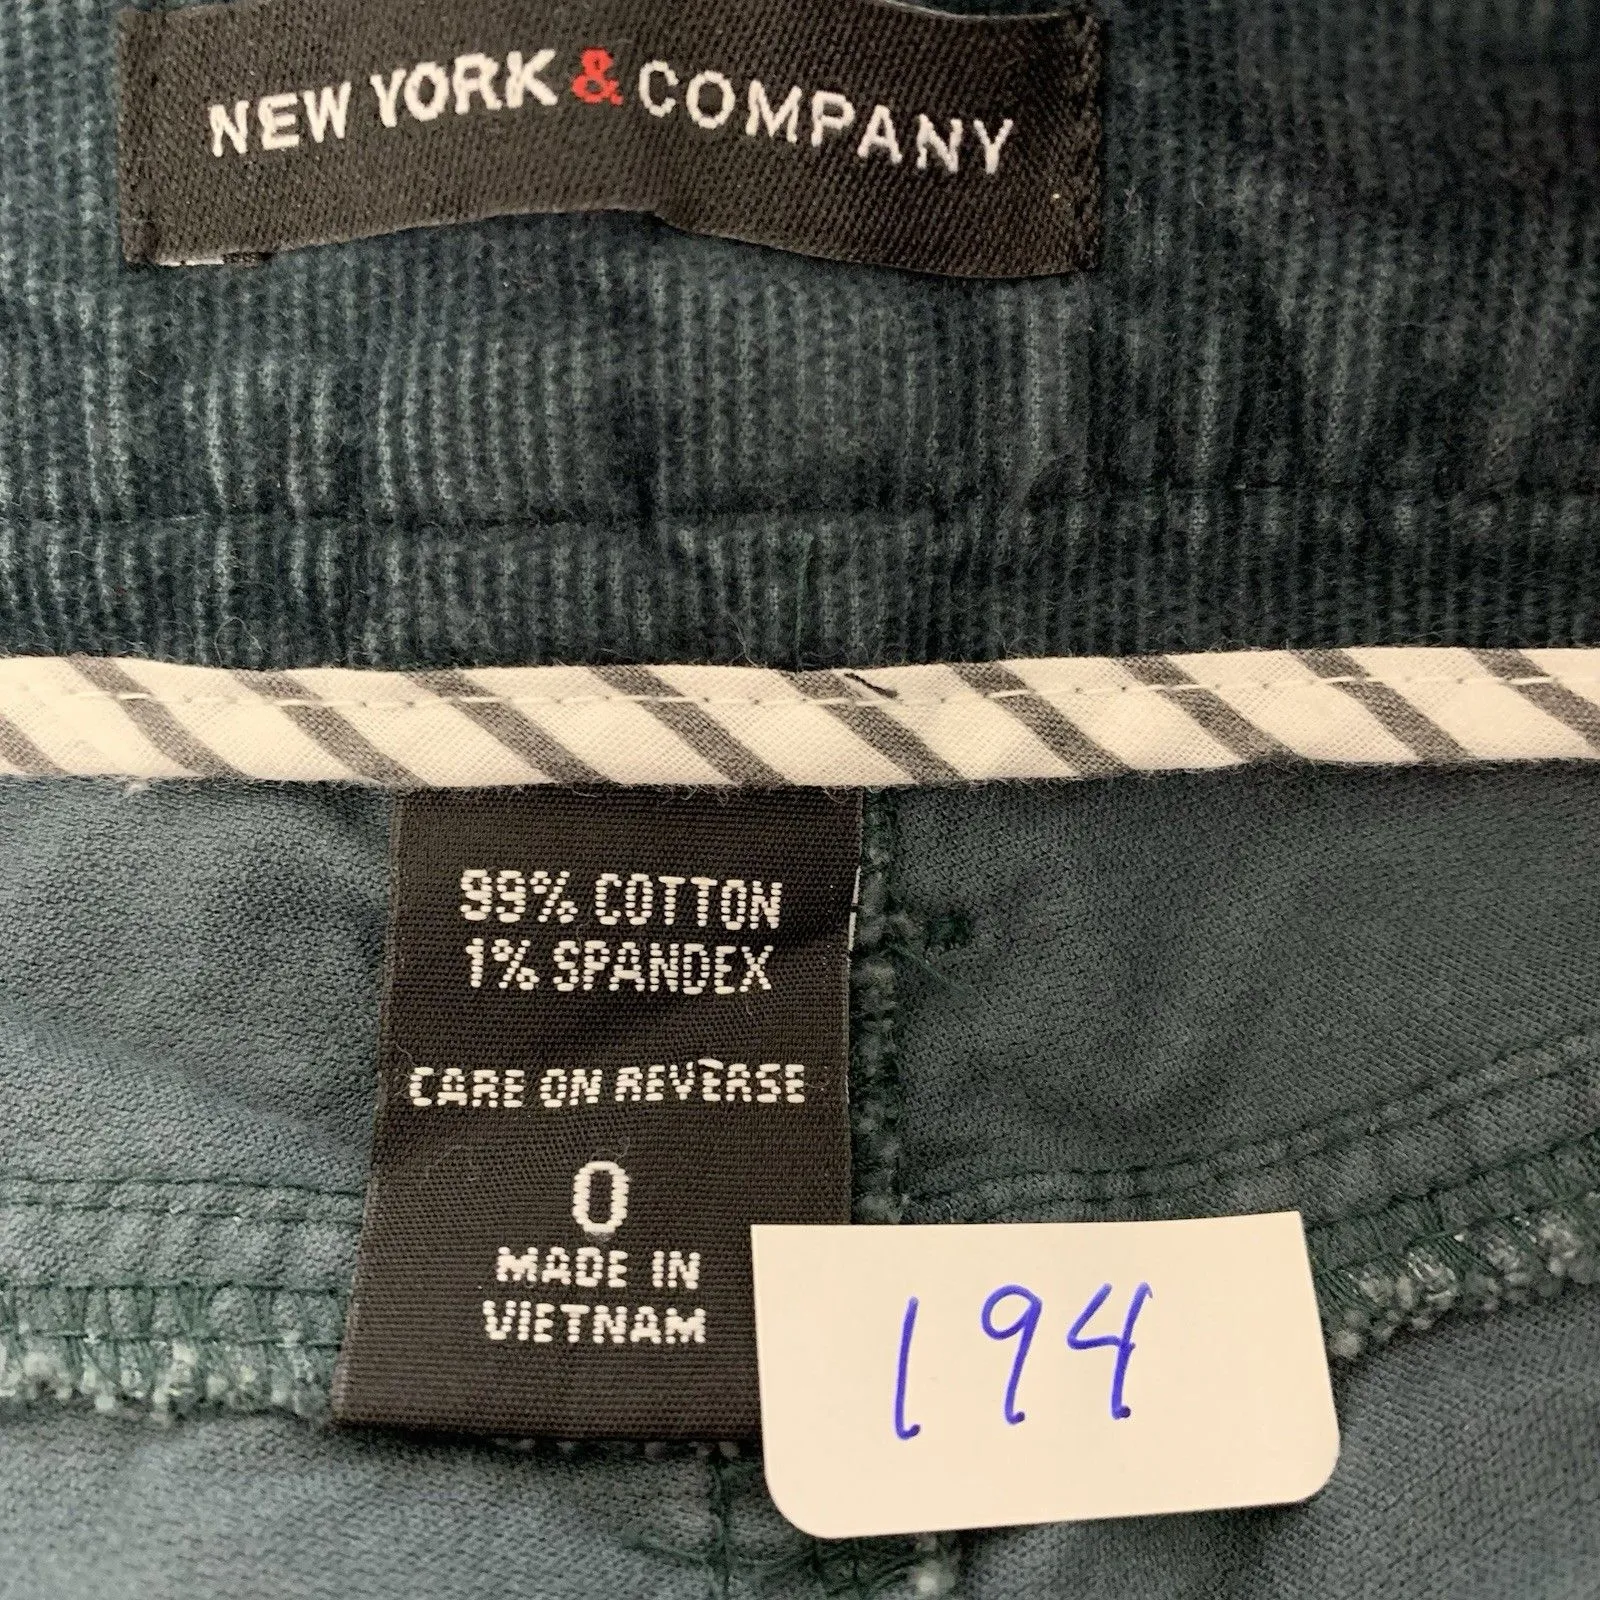 NEW YORK & COMPANY
99% COTTON
1% SPANDEX
CARE ON REVERSE
0
MADE IN
VIETNAM
194